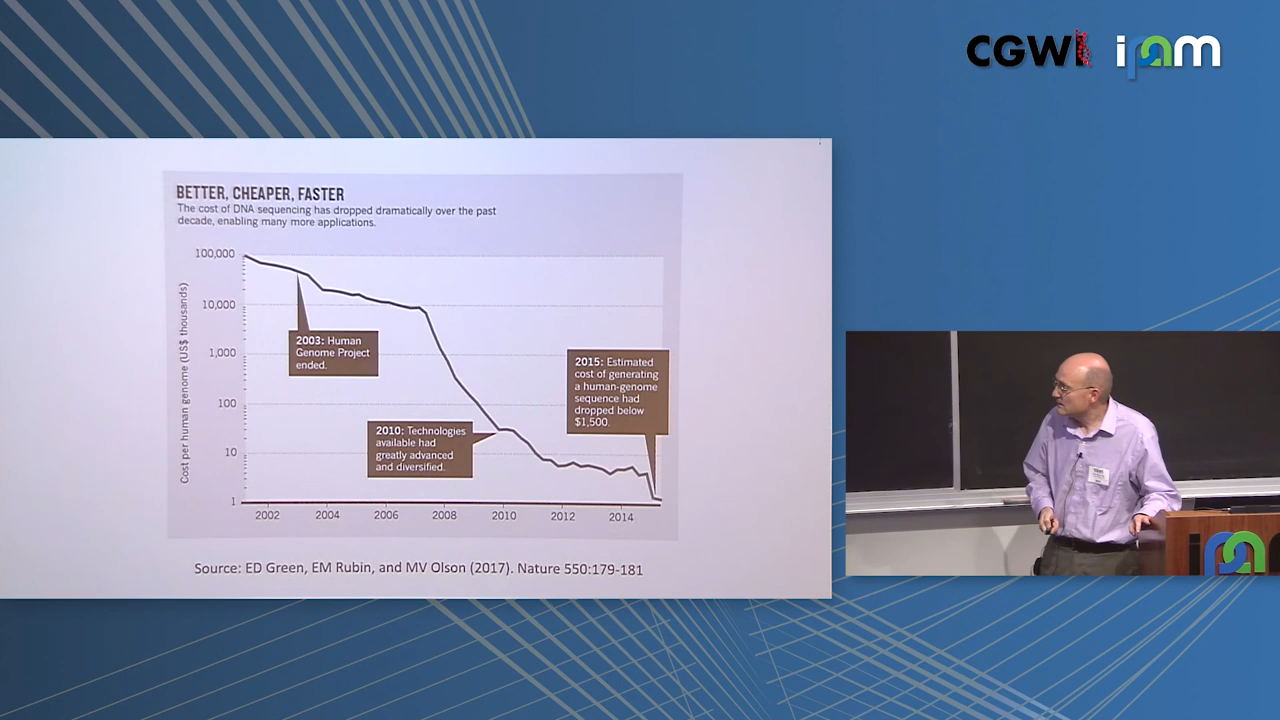 CGWI ipam
BETTER, CHEAPER, FASTER
The cost of DNA sequencing has dropped dramatically over the past
decade, enabling many more applications.
Cost per human genome (US$ thousands)
100,000
10,000
1,000
100
10
1
2003: Human
Genome Project
ended.
2010: Technologies
available had
greatly advanced
and diversified.
2015: Estimated
cost of generating
a human-genome
sequence had
dropped below
$1,500.
2002 2004 2006 2008 2010 2012 2014
Source: ED Green, EM Rubin, and MV Olson (2017). Nature 550:179-181